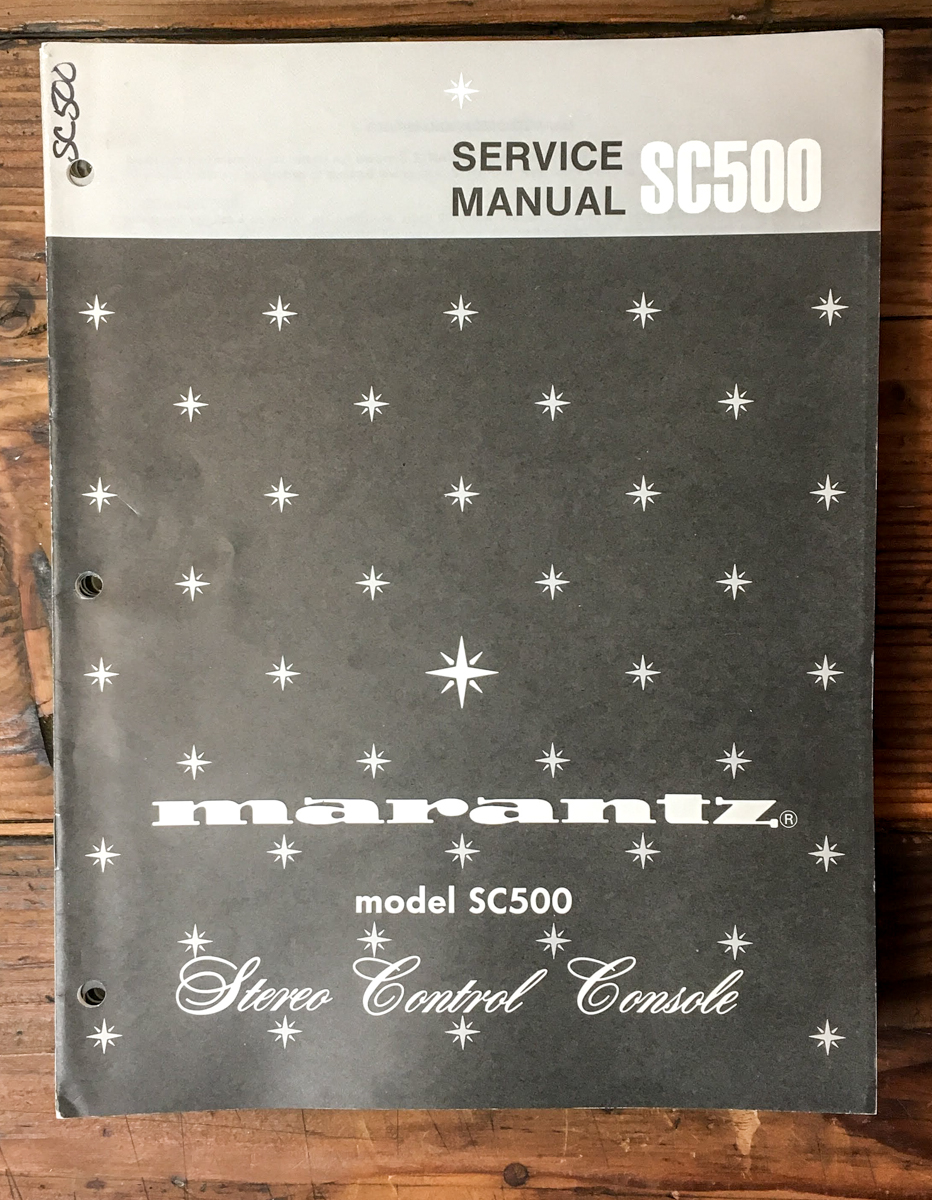 SC500
SERVICE
MANUAL SC500
marantz®
model SC500
Stereo Control Console